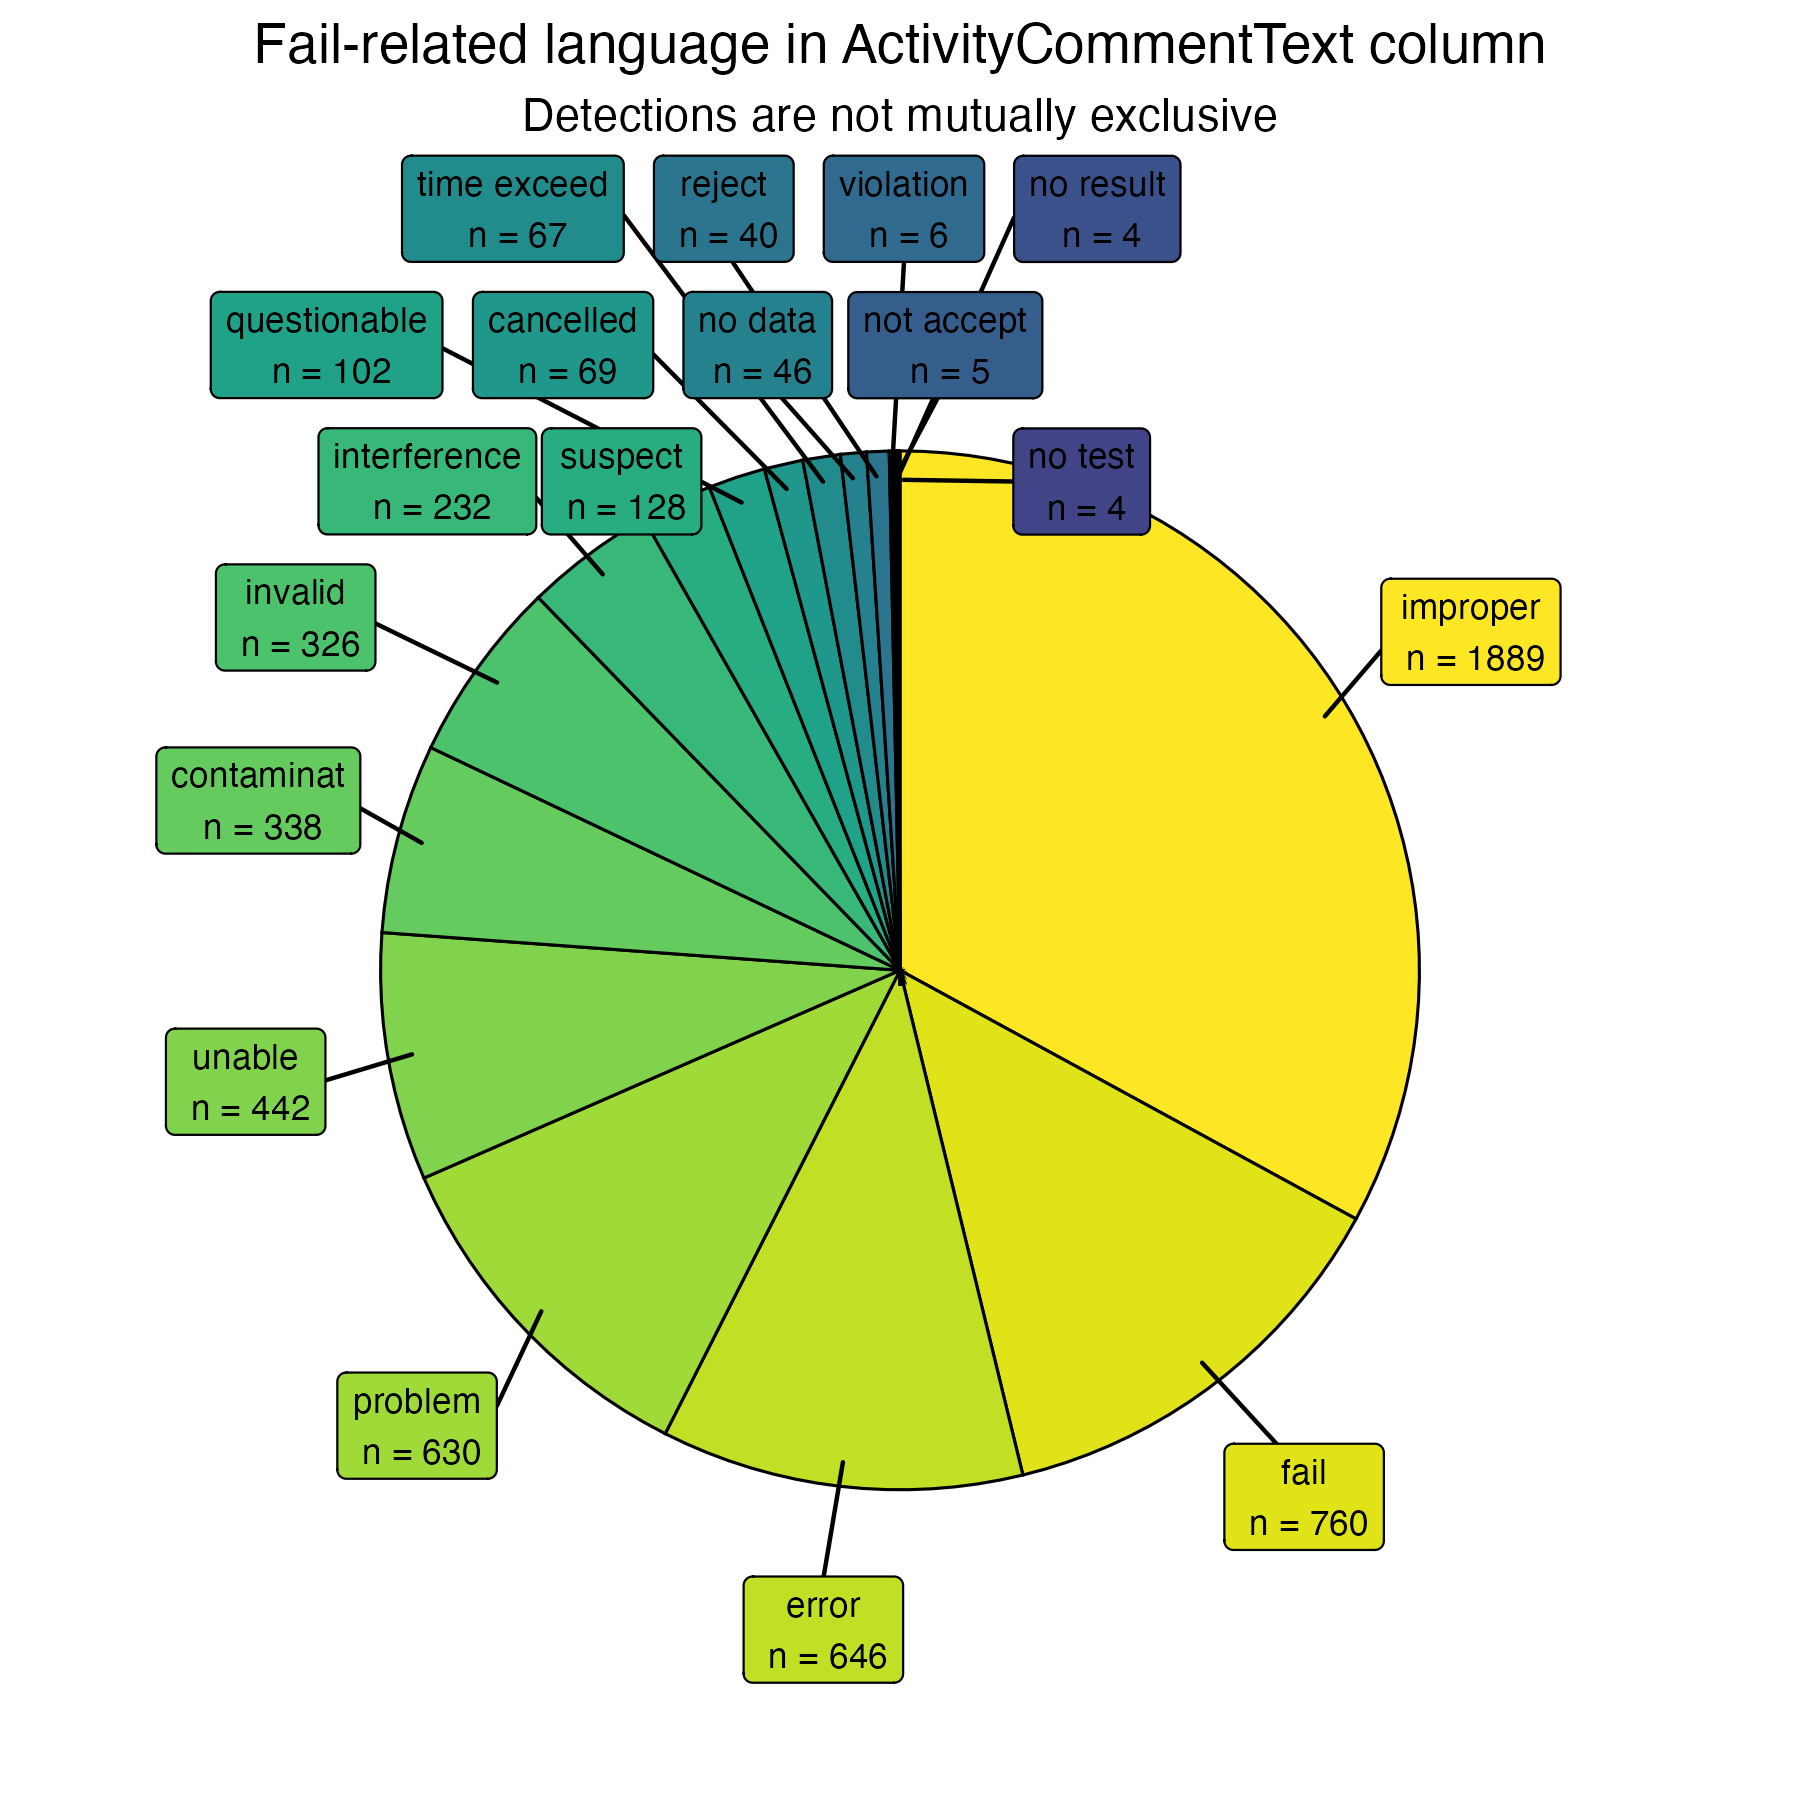 Fail-related language in ActivityCommentText column
Detections are not mutually exclusive
time exceed
n = 67
reject
n = 40
violation
n = 6
no result
n = 4
questionable
n = 102
cancelled
n = 69
no data
n = 46
not accept
n = 5
interference
n = 232
suspect
n = 128
no test
n = 4
invalid
n = 326
improper
n = 1889
contaminat
n = 338
unable
n = 442
problem
n = 630
fail
n = 760
error
n = 646